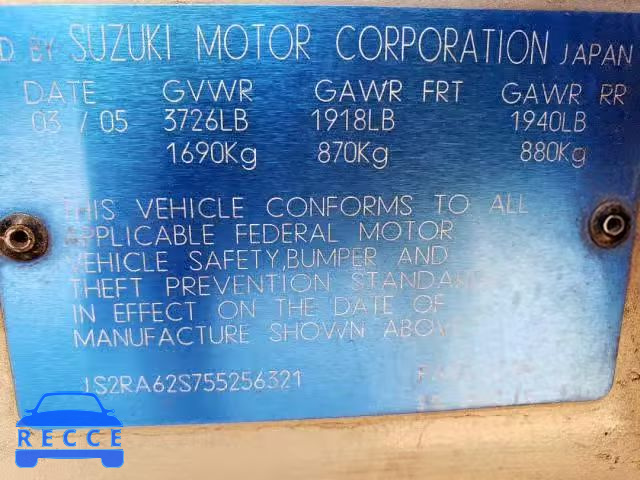 D BY SUZUKI MOTOR CORPORATION JAPAN
DATE GVWR GAWR FRT GAWR RR
03 / 05 3726LB 1918LB 1940LB
1690Kg 870Kg 880Kg
THIS VEHICLE CONFORMS TO ALL
APPLICABLE FEDERAL MOTOR
VEHICLE SAFETY,BUMPER AND
THEFT PREVENTION STANDAR
IN EFFECT ON THE DATE OF
MANUFACTURE SHOWN ABOV
JS2RA62S755256321
RECCE